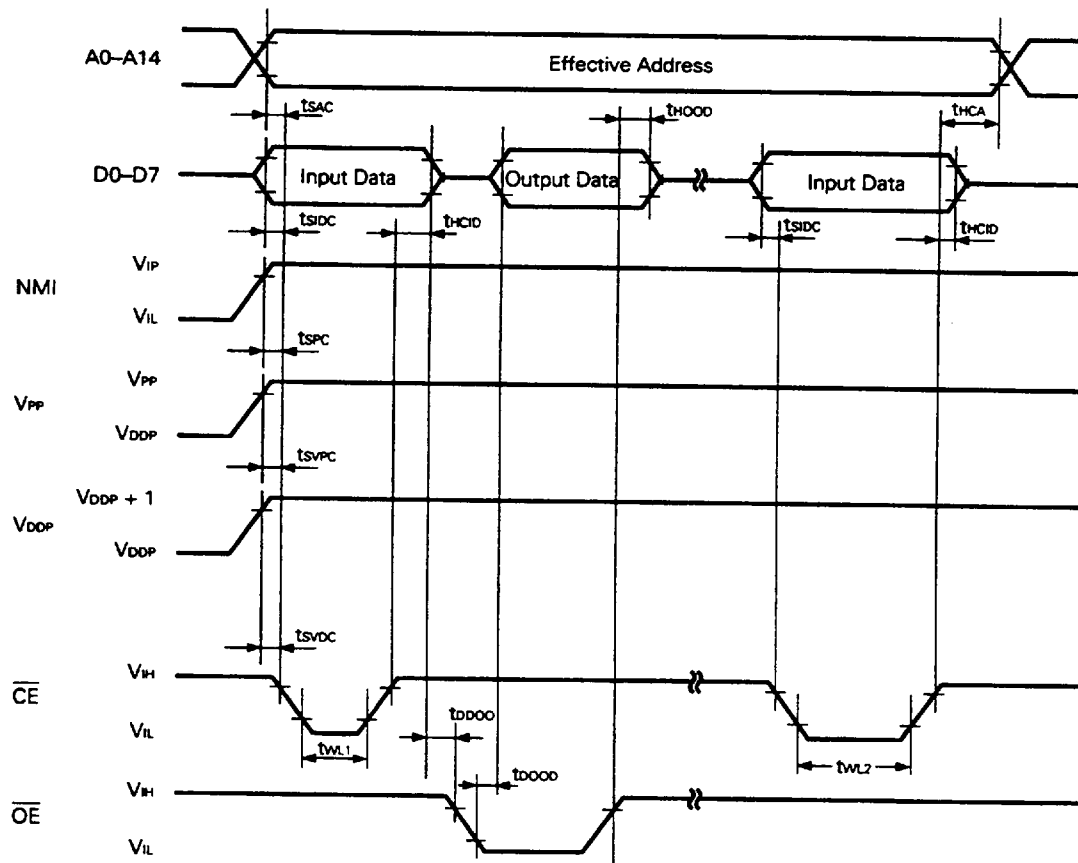 A0–A14
Effective Address
tSAC
tHOOD
tHCA
D0–D7
Input Data
Output Data
Input Data
tSIDC
tHCID
tSIDC
tHCID
NMI
VIP
VIL
tSPC
VPP
VPP
VDDP
tSVPC
VDDP
VDDP + 1
VDDP
tSVDC
CE
VIH
VIL
tWL1
tDDOO
tWL2
tDOOD
OE
VIH
VIL